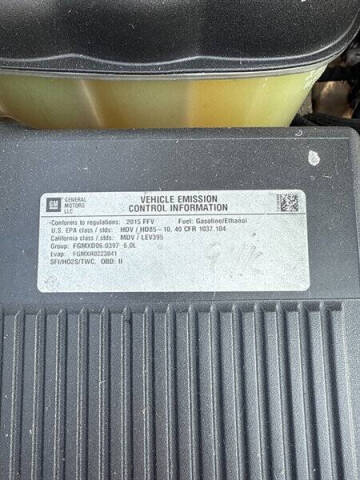 GM
GENERAL MOTORS LLC
VEHICLE EMISSION
CONTROL INFORMATION
Conforms to regulations: 2015 FFV Fuel: Gasoline/Ethanol
U.S. EPA class / stds: HDV / HD85-10, 40 CFR 1037.104
California class / stds: MDV / LEV395
Group: FGMXD06.0397 6.0L
Evap: FGMXR0223841
SFI/HO2S/TWC, OBD: II